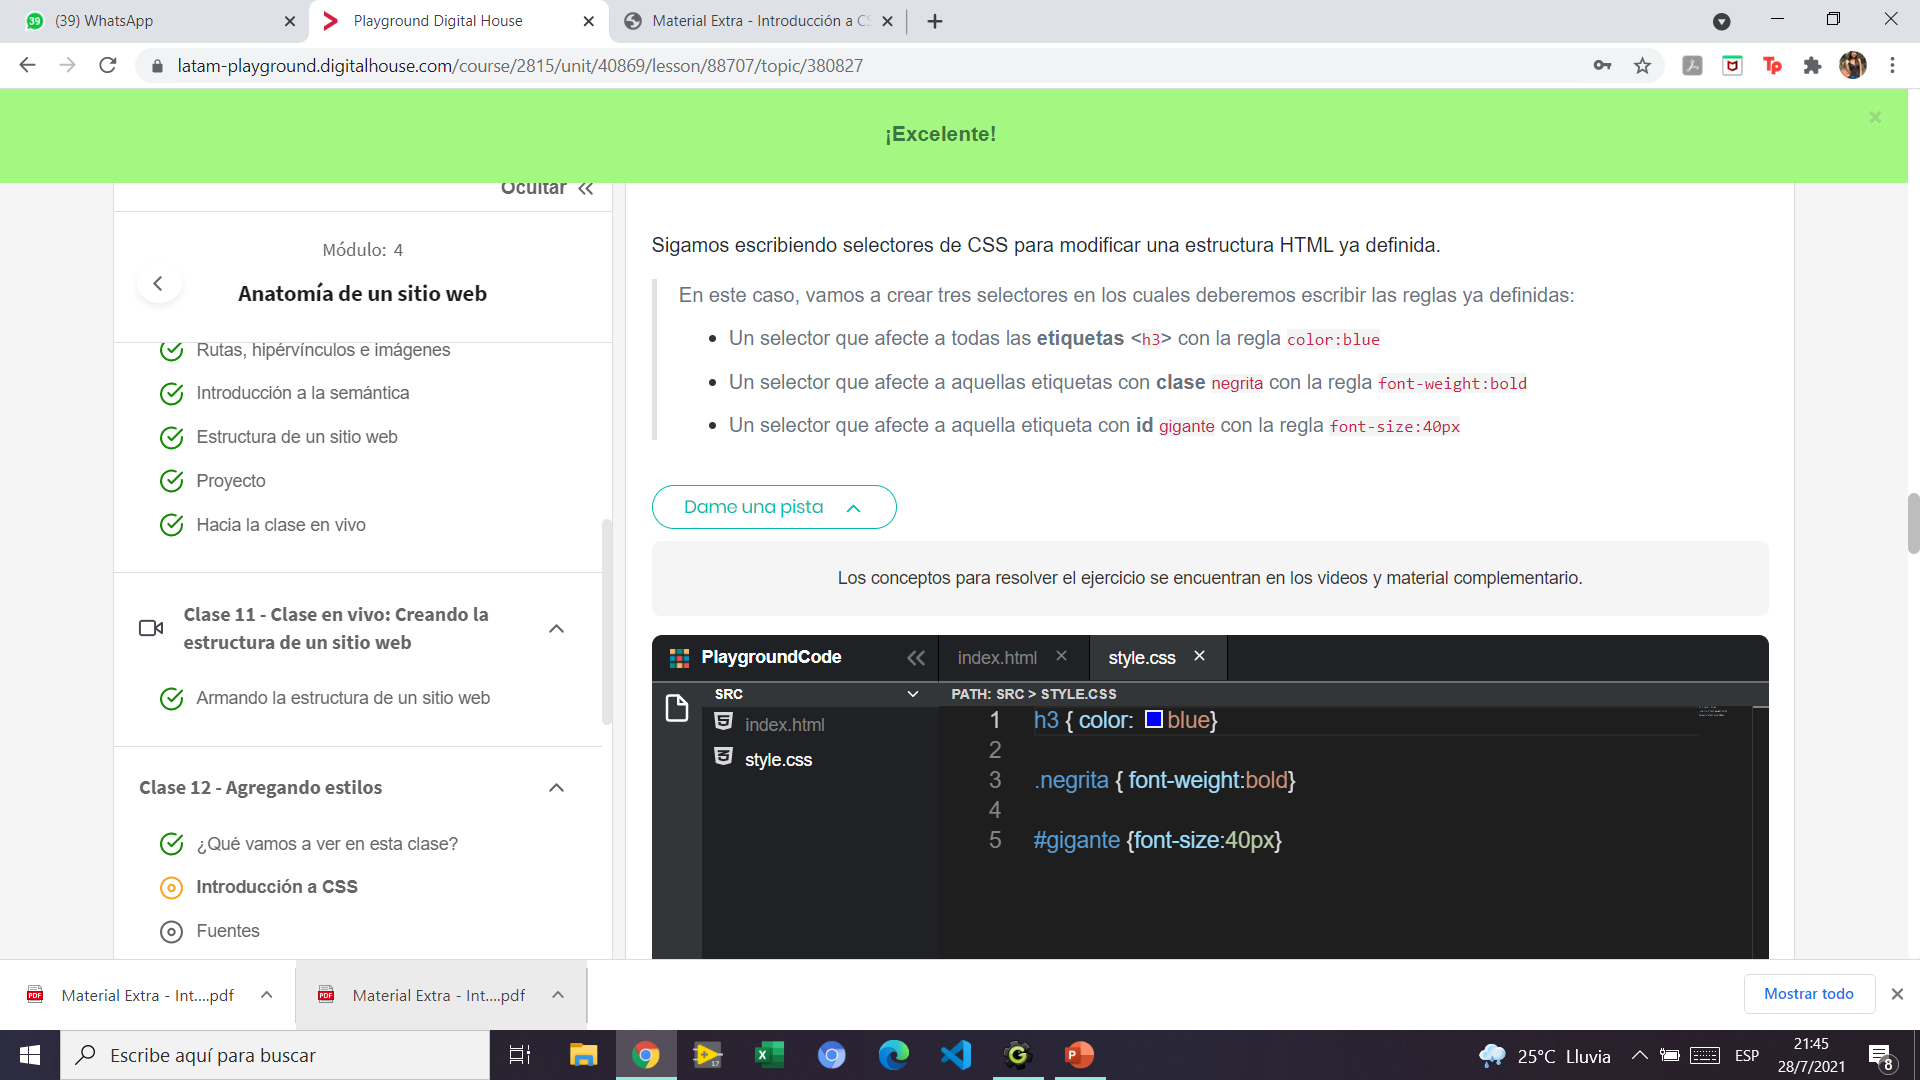 39
(39) WhatsApp
Playground Digital House
Material Extra - Introducción a CS
latam-playground.digitalhouse.com/course/2815/unit/40869/lesson/88707/topic/380827
Tp
¡Excelente!
Ocultar
Módulo: 4
Anatomía de un sitio web
Rutas, hipérvínculos e imágenes
Introducción a la semántica
Estructura de un sitio web
Proyecto
Hacia la clase en vivo
Clase 11 - Clase en vivo: Creando la
estructura de un sitio web
Armando la estructura de un sitio web
Clase 12 - Agregando estilos
¿Qué vamos a ver en esta clase?
Introducción a CSS
Fuentes
Sigamos escribiendo selectores de CSS para modificar una estructura HTML ya definida.
En este caso, vamos a crear tres selectores en los cuales deberemos escribir las reglas ya definidas:
Un selector que afecte a todas las etiquetas <h3> con la regla color:blue
Un selector que afecte a aquellas etiquetas con clase negrita con la regla font-weight:bold
Un selector que afecte a aquella etiqueta con id gigante con la regla font-size:40px
Dame una pista
Los conceptos para resolver el ejercicio se encuentran en los videos y material complementario.
PlaygroundCode
index.html
style.css
SRC
PATH: SRC > STYLE.CSS
index.html
style.css
1 h3 { color: blue}
2
3 .negrita { font-weight:bold}
4
5 #gigante {font-size:40px}
PDF
Material Extra - Int....pdf
PDF
Material Extra - Int....pdf
Mostrar todo
Escribe aquí para buscar
25°C Lluvia
ESP
21:45
28/7/2021
8